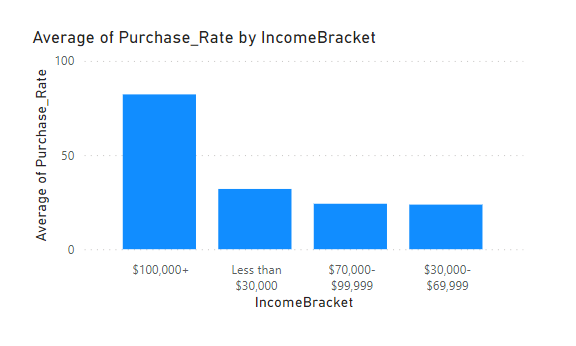 Average of Purchase_Rate by IncomeBracket
100
50
0
Average of Purchase_Rate
$100,000+
Less than
$30,000
$70,000-
$99,999
$30,000-
$69,999
IncomeBracket